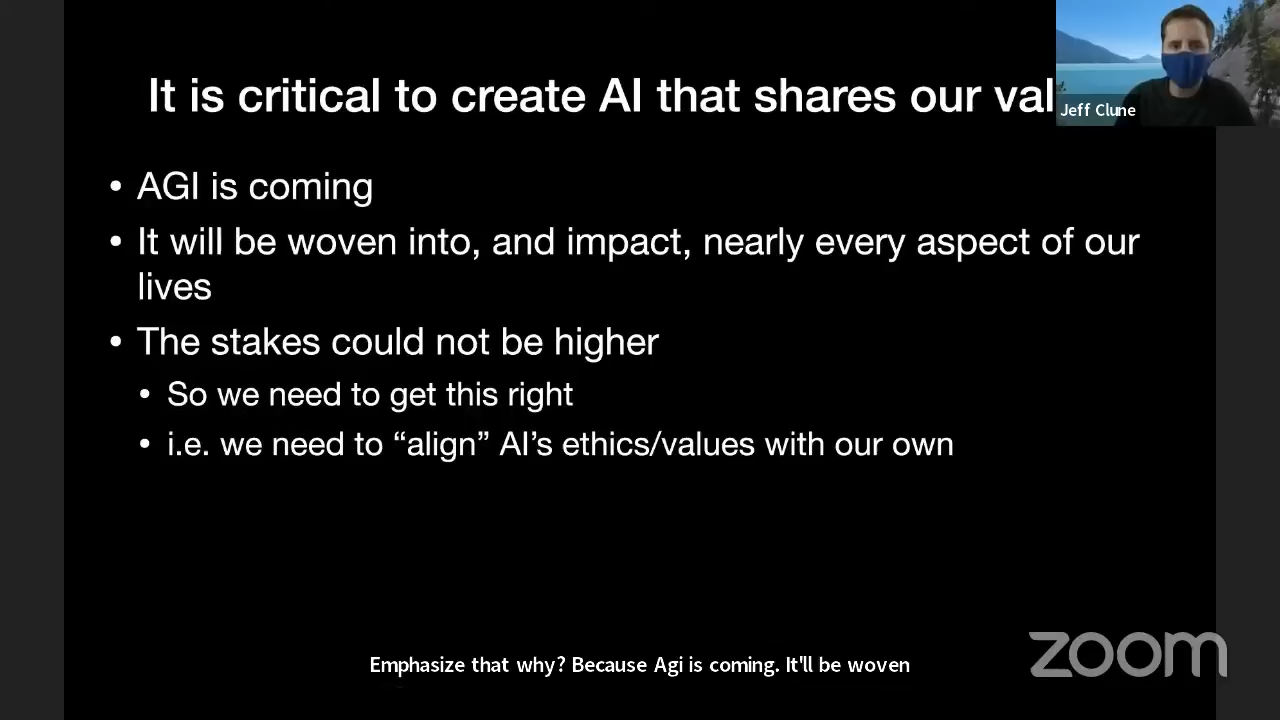 It is critical to create AI that shares our val
Jeff Clune
• AGI is coming
• It will be woven into, and impact, nearly every aspect of our
lives
• The stakes could not be higher
• So we need to get this right
• i.e. we need to “align” AI’s ethics/values with our own
Emphasize that why? Because Agi is coming. It'll be woven
zoom